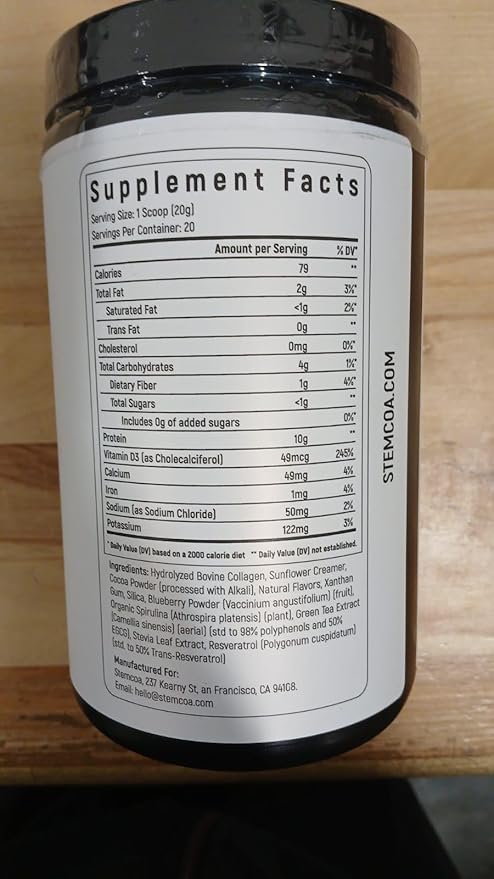 Supplement Facts
Serving Size: 1 Scoop (20g)
Servings Per Container: 20
Amount per Serving % DV*
Calories 79 **
Total Fat 2g 3%*
Saturated Fat <1g 2%*
Trans Fat 0g **
Cholesterol 0mg 0%*
Total Carbohydrates 4g 1%*
Dietary Fiber 1g 4%*
Total Sugars <1g **
Includes 0g of added sugars 0%*
Protein 10g **
Vitamin D3 (as Cholecalciferol) 49mcg 245%
Calcium 49mg 4%
Iron 1mg 4%
Sodium (as Sodium Chloride) 50mg 2%
Potassium 122mg 3%
* Daily Value (DV) based on a 2000 calorie diet ** Daily Value (DV) not established.
Ingredients: Hydrolyzed Bovine Collagen, Sunflower Creamer,
Cocoa Powder (processed with Alkali), Natural Flavors, Xanthan
Gum, Silica, Blueberry Powder (Vaccinium angustifolium) (fruit),
Organic Spirulina (Athrospira platensis) (plant), Green Tea Extract
(Camellia sinensis) (aerial) (std to 98% polyphenols and 50%
EGCG), Stevia Leaf Extract, Resveratrol (Polygonum cuspidatum)
(std. to 50% Trans-Resveratrol)
Manufactured For:
Stemcoa, 237 Kearny St, an Francisco, CA 94108.
Email: hello@stemcoa.com
STEMCOA.COM